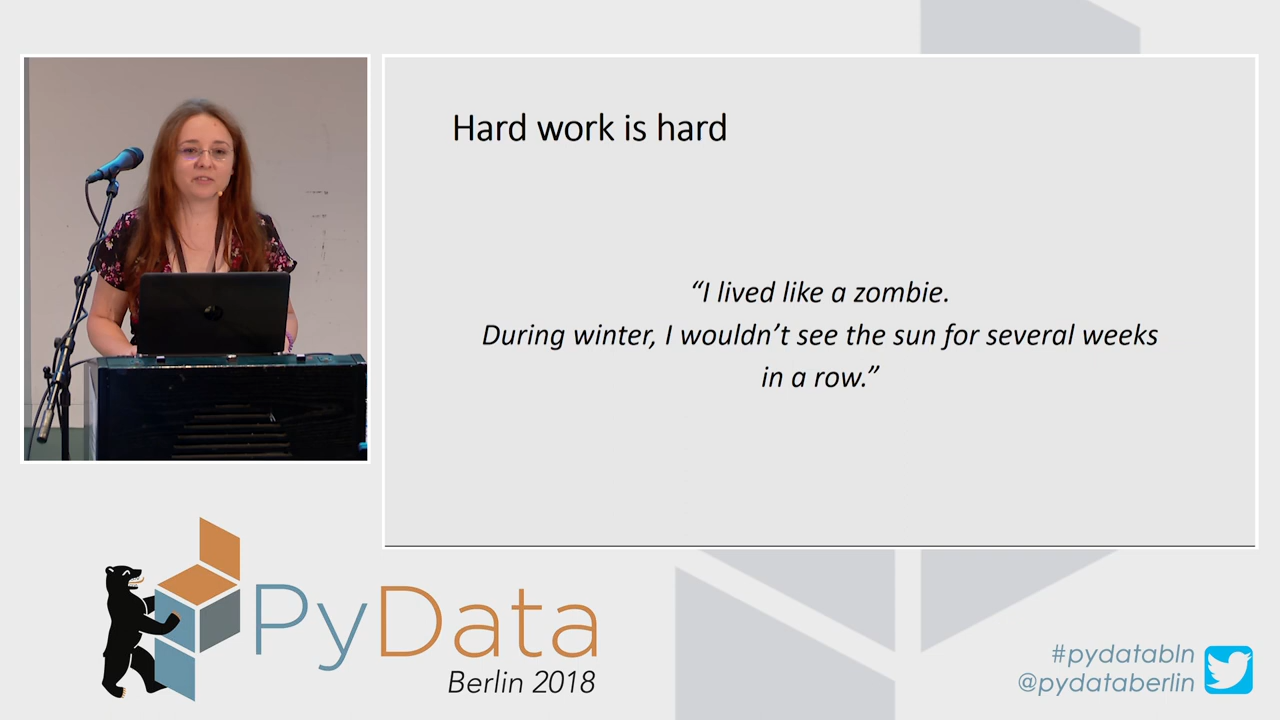 Hard work is hard
“I lived like a zombie.
During winter, I wouldn’t see the sun for several weeks
in a row.”
PyData
Berlin 2018
#pydatabln
@pydataberlin